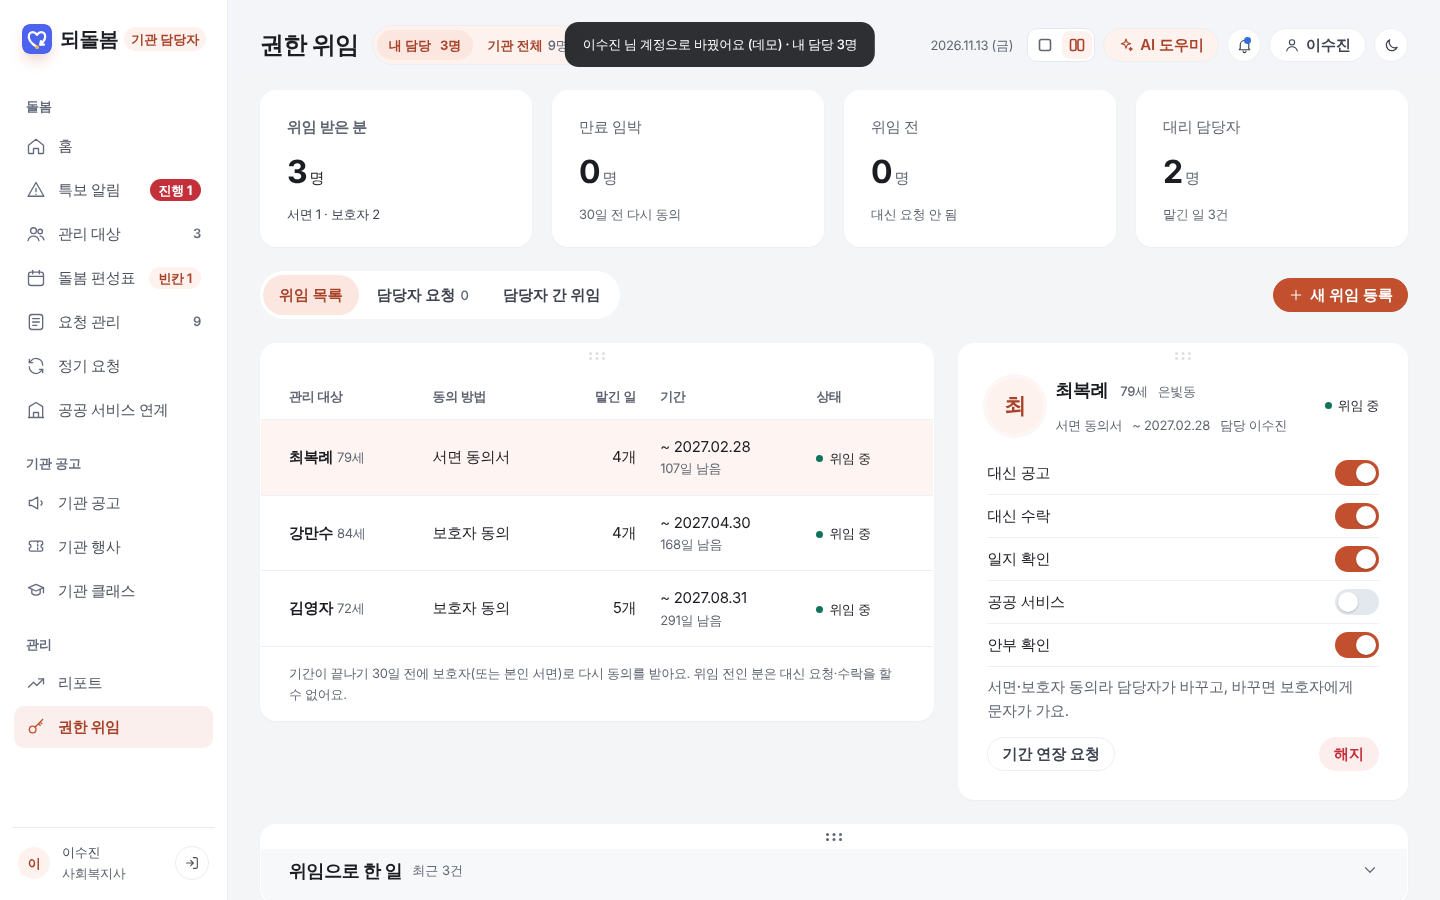 되돌봄 기관 담당자
돌봄
홈
특보 알림 진행 1
관리 대상 3
돌봄 편성표 빈칸 1
요청 관리 9
정기 요청
공공 서비스 연계
기관 공고
기관 공고
기관 행사
기관 클래스
관리
리포트
권한 위임
이
이수진
사회복지사
권한 위임
내 담당 3명 기관 전체 9명
이수진 님 계정으로 바꿨어요 (데모) · 내 담당 3명
2026.11.13 (금)
AI 도우미
이수진
위임 받은 분
3명
서면 1 · 보호자 2
만료 임박
0명
30일 전 다시 동의
위임 전
0명
대신 요청 안 됨
대리 담당자
2명
맡긴 일 3건
위임 목록 담당자 요청 0 담당자 간 위임
+ 새 위임 등록
관리 대상 동의 방법 맡긴 일 기간 상태
최복례 79세 서면 동의서 4개 ~ 2027.02.28 위임 중
107일 남음
강만수 84세 보호자 동의 4개 ~ 2027.04.30 위임 중
168일 남음
김영자 72세 보호자 동의 5개 ~ 2027.08.31 위임 중
291일 남음
기간이 끝나기 30일 전에 보호자(또는 본인 서면)로 다시 동의를 받아요. 위임 전인 분은 대신 요청·수락을 할
수 없어요.
최
최복례 79세 은빛동
서면 동의서 ~ 2027.02.28 담당 이수진
위임 중
대신 공고
대신 수락
일지 확인
공공 서비스
안부 확인
서면·보호자 동의라 담당자가 바꾸고, 바꾸면 보호자에게
문자가 가요.
기간 연장 요청
해지
위임으로 한 일 최근 3건